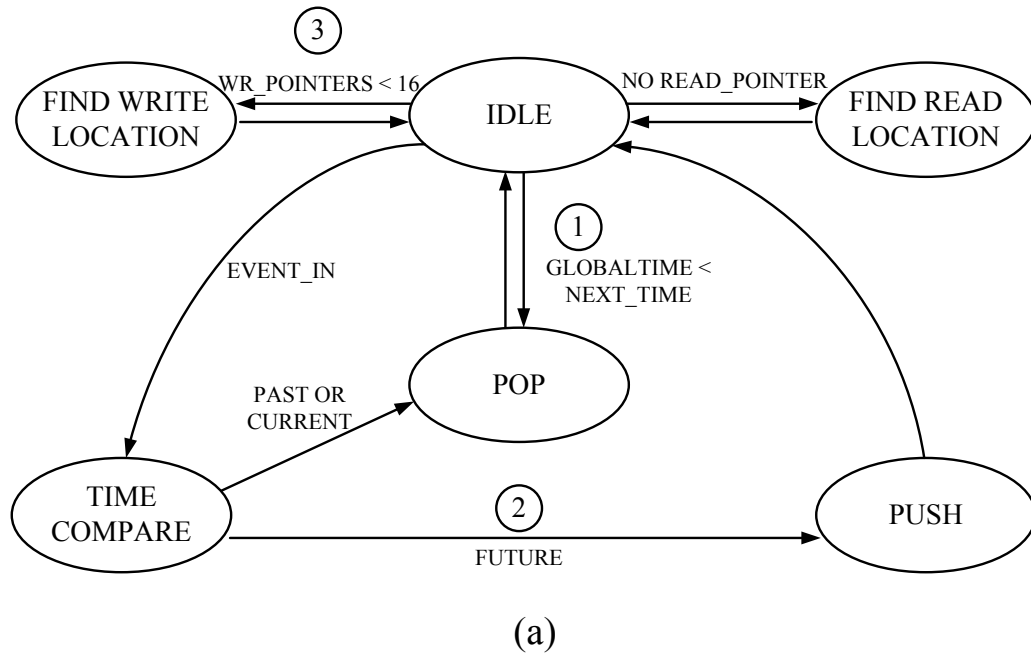 3
WR_POINTERS < 16
NO READ_POINTER
FIND WRITE
LOCATION
IDLE
FIND READ
LOCATION
1
EVENT_IN
GLOBALTIME <
NEXT_TIME
PAST OR
CURRENT
POP
TIME
COMPARE
2
FUTURE
PUSH
(a)